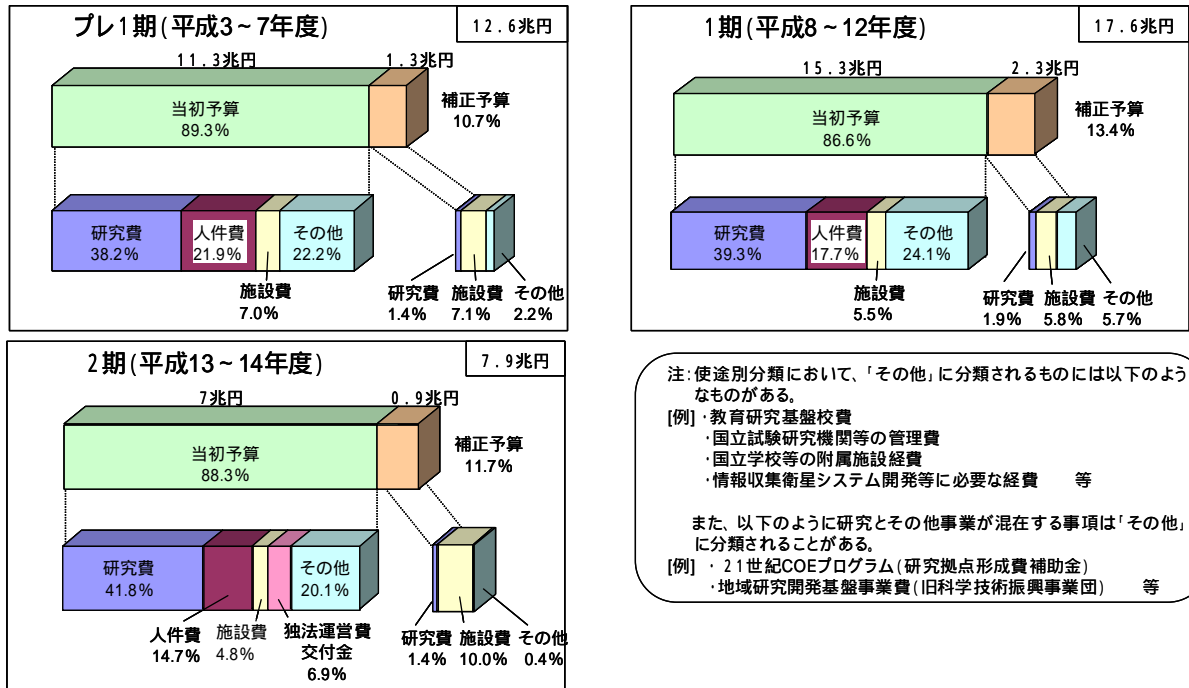 プレ1期(平成3～7年度)
12.6兆円
11.3兆円
1.3兆円
当初予算
89.3%
補正予算
10.7%
研究費
38.2%
人件費
21.9%
その他
22.2%
施設費
7.0%
研究費
1.4%
施設費
7.1%
その他
2.2%
1期(平成8～12年度)
17.6兆円
15.3兆円
2.3兆円
当初予算
86.6%
補正予算
13.4%
研究費
39.3%
人件費
17.7%
その他
24.1%
施設費
5.5%
研究費
1.9%
施設費
5.8%
その他
5.7%
2期(平成13～14年度)
7.9兆円
7兆円
0.9兆円
当初予算
88.3%
補正予算
11.7%
研究費
41.8%
その他
20.1%
人件費
14.7%
施設費
4.8%
独法運営費
交付金
6.9%
研究費
1.4%
施設費
10.0%
その他
0.4%
注:使途別分類において、「その他」に分類されるものには以下のよう
なものがある。
[例]・教育研究基盤校費
・国立試験研究機関等の管理費
・国立学校等の附属施設経費
・情報収集衛星システム開発等に必要な経費 等
また、以下のように研究とその他事業が混在する事項は「その他」
に分類されることがある。
[例] ・21世紀COEプログラム(研究拠点形成費補助金)
・地域研究開発基盤事業費(旧科学技術振興事業団) 等